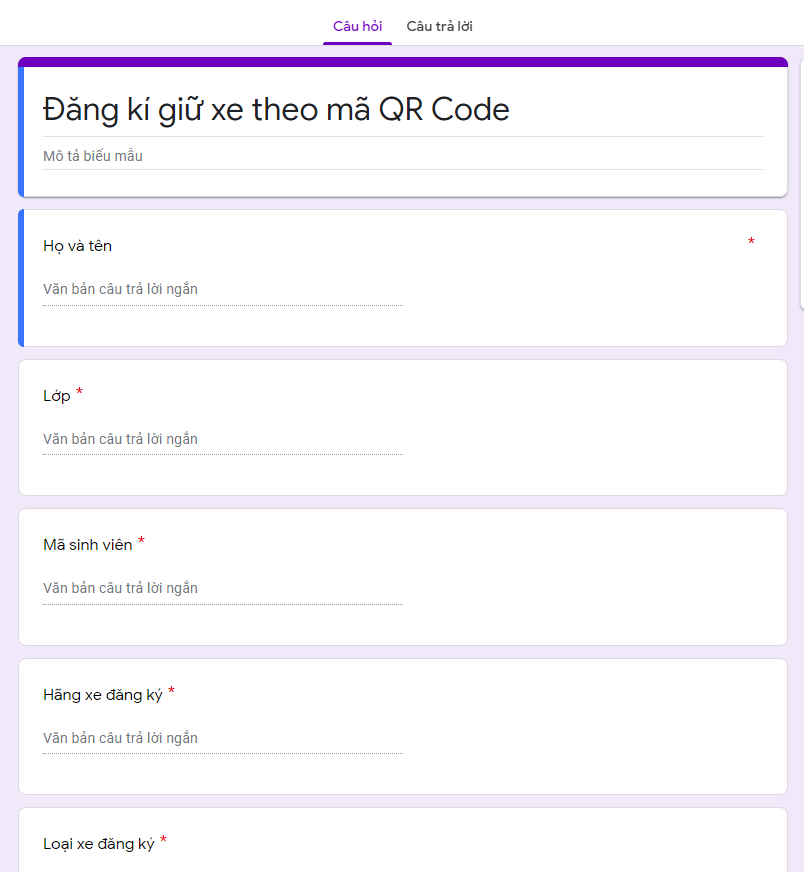 Câu hỏi Câu trả lời
Đăng kí giữ xe theo mã QR Code
Mô tả biểu mẫu
Họ và tên *
Văn bản câu trả lời ngắn
Lớp *
Văn bản câu trả lời ngắn
Mã sinh viên *
Văn bản câu trả lời ngắn
Hãng xe đăng ký *
Văn bản câu trả lời ngắn
Loại xe đăng ký *